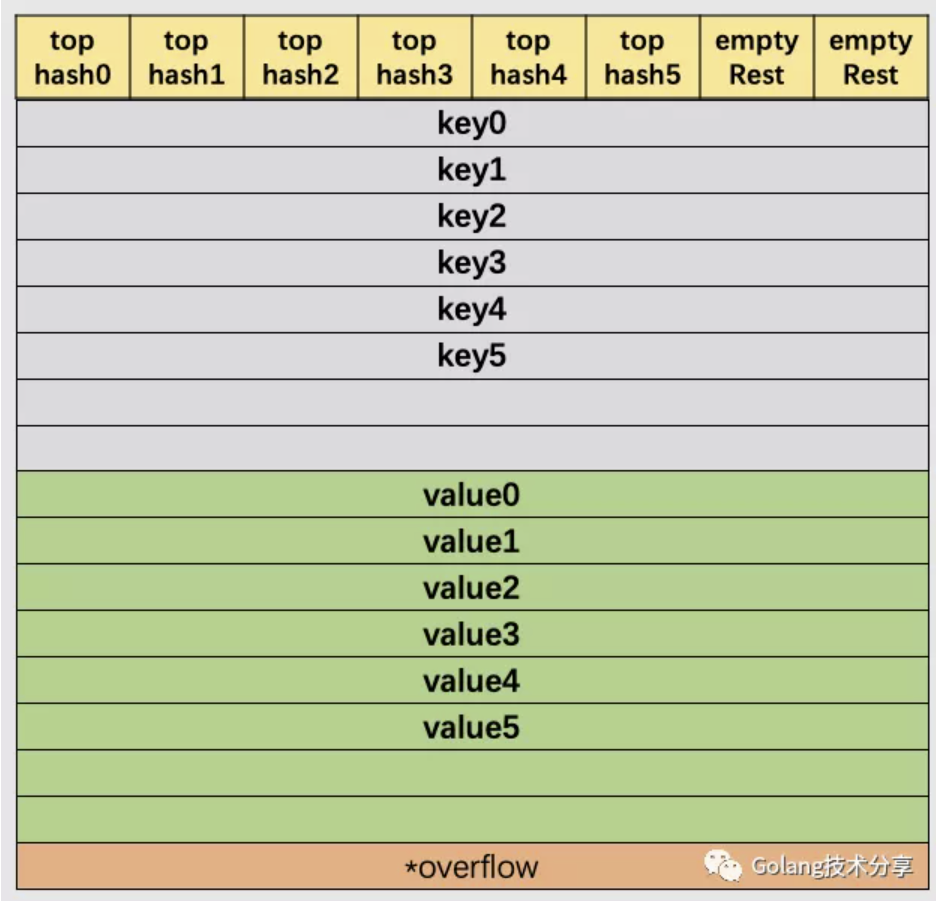 top top top top top top empty empty
hash0 hash1 hash2 hash3 hash4 hash5 Rest Rest
key0
key1
key2
key3
key4
key5
value0
value1
value2
value3
value4
value5
*overflow Golang技术分享